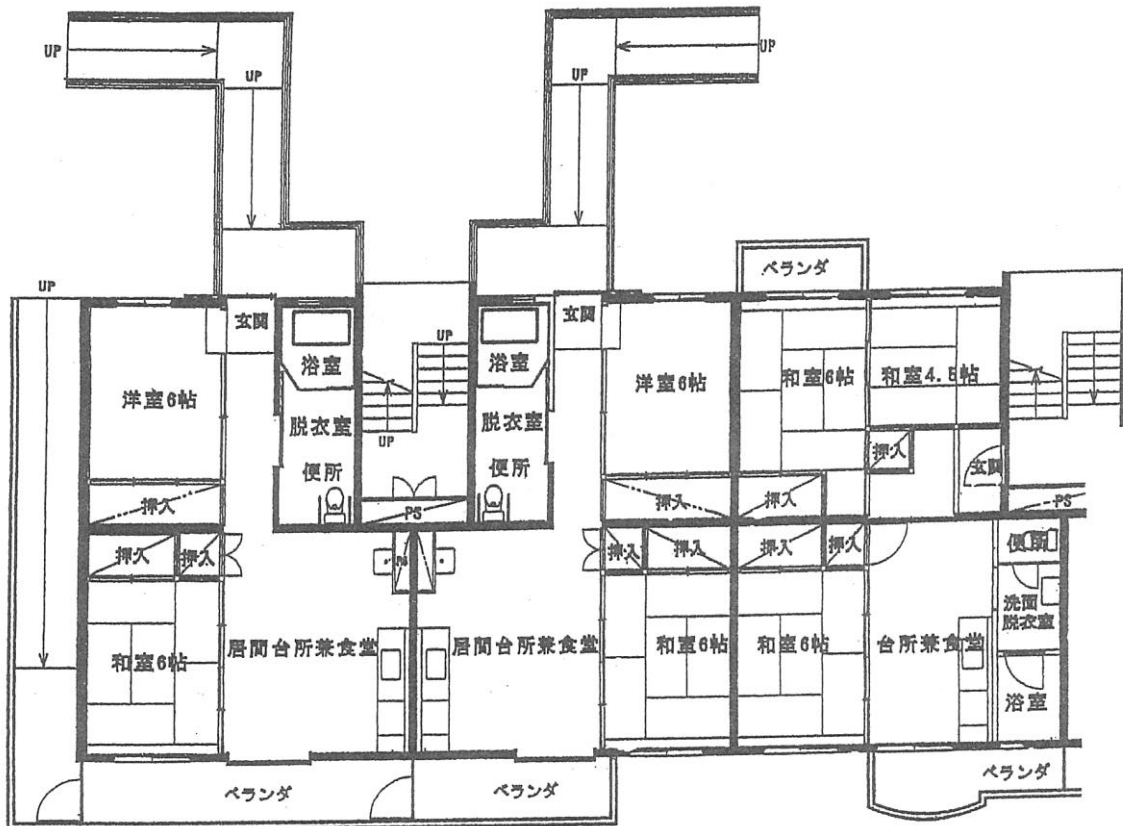 UP
UP
UP
UP
ベランダ
UP
玄関
玄関
UP
浴室
浴室
洋室6帖
洋室6帖
和室6帖
和室4.5帖
脱衣室
脱衣室
UP
便所
便所
押入
玄関
押入
押入
押入
PS
PS
押入
押入
PS
押入
押入
押入
押入
便所
洗面
脱衣室
和室6帖
居間台所兼食堂
居間台所兼食堂
和室6帖
和室6帖
台所兼食堂
浴室
ベランダ
ベランダ
ベランダ